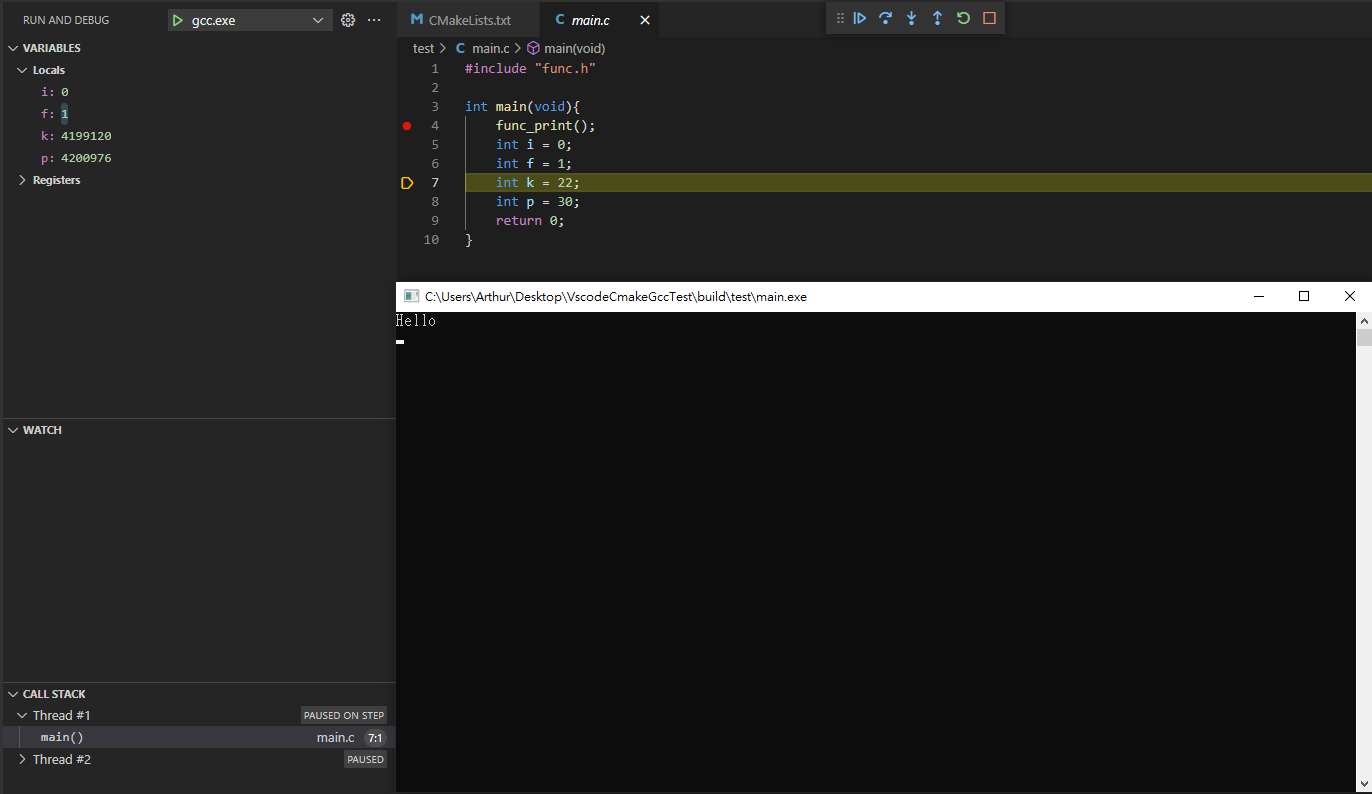 RUN AND DEBUG
gcc.exe
VARIABLES
Locals
i: 0
f: 1
k: 4199120
p: 4200976
Registers
WATCH
CALL STACK
Thread #1 PAUSED ON STEP
main() main.c 7:1
Thread #2 PAUSED
M CMakeLists.txt
C main.c
test > C main.c > main(void)
1 #include "func.h"
2
3 int main(void){
4 func_print();
5 int i = 0;
6 int f = 1;
7 int k = 22;
8 int p = 30;
9 return 0;
10 }
C:\Users\Arthur\Desktop\VscodeCmakeGccTest\build\test\main.exe
Hello